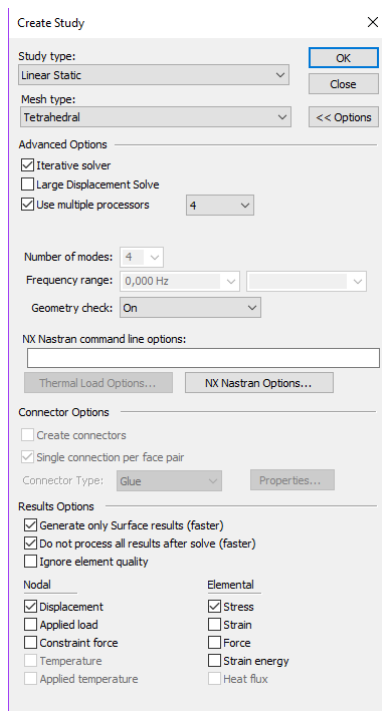 Create Study
Study type:
Linear Static
OK
Close
Mesh type:
Tetrahedral
<< Options
Advanced Options
Iterative solver
Large Displacement Solve
Use multiple processors 4
Number of modes: 4
Frequency range: 0,000 Hz
Geometry check: On
NX Nastran command line options:
Thermal Load Options... NX Nastran Options...
Connector Options
Create connectors
Single connection per face pair
Connector Type: Glue Properties...
Results Options
Generate only Surface results (faster)
Do not process all results after solve (faster)
Ignore element quality
Nodal Elemental
Displacement Stress
Applied load Strain
Constraint force Force
Temperature Strain energy
Applied temperature Heat flux